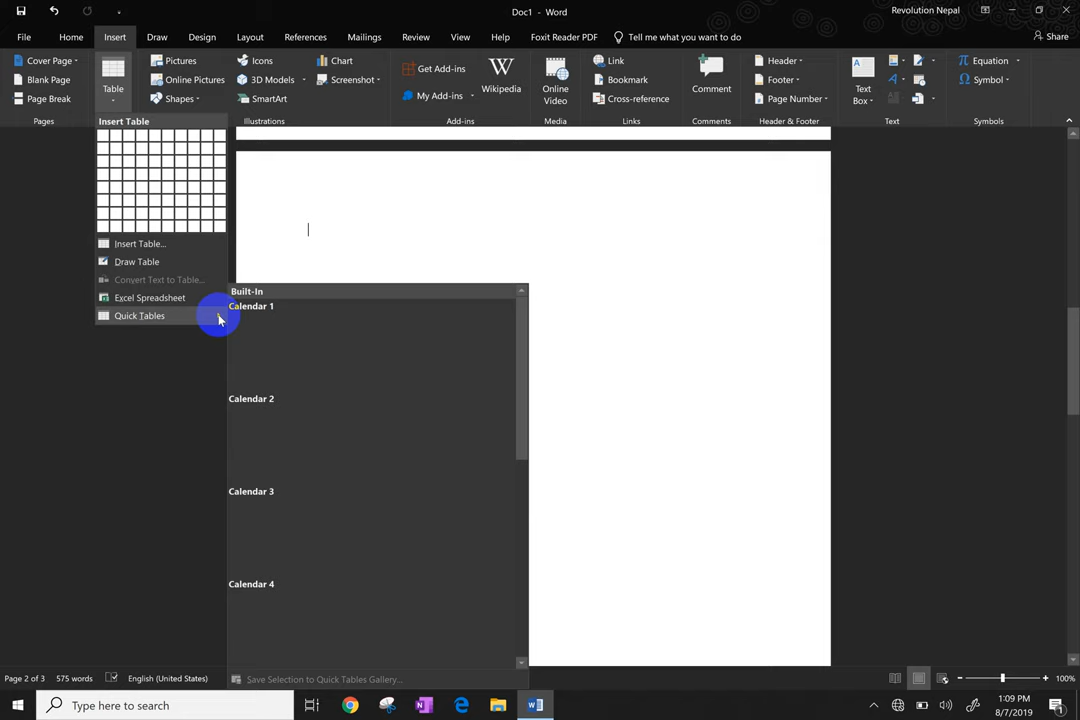 Doc1 - Word
Revolution Nepal
File
Home
Insert
Draw
Design
Layout
References
Mailings
Review
View
Help
Foxit Reader PDF
Tell me what you want to do
Share
Cover Page
Blank Page
Page Break
Pages
Table
Pictures
Online Pictures
Shapes
Icons
3D Models
SmartArt
Chart
Screenshot
Illustrations
Get Add-ins
My Add-ins
Wikipedia
Add-ins
Online
Video
Media
Link
Bookmark
Cross-reference
Links
Comment
Comments
Header
Footer
Page Number
Header & Footer
Text
Box
Text
Equation
Symbol
Symbols
Insert Table
Insert Table...
Draw Table
Convert Text to Table...
Excel Spreadsheet
Quick Tables
Built-In
Calendar 1
Calendar 2
Calendar 3
Calendar 4
Save Selection to Quick Tables Gallery...
Page 2 of 3
575 words
English (United States)
100%
Type here to search
1:09 PM
8/7/2019